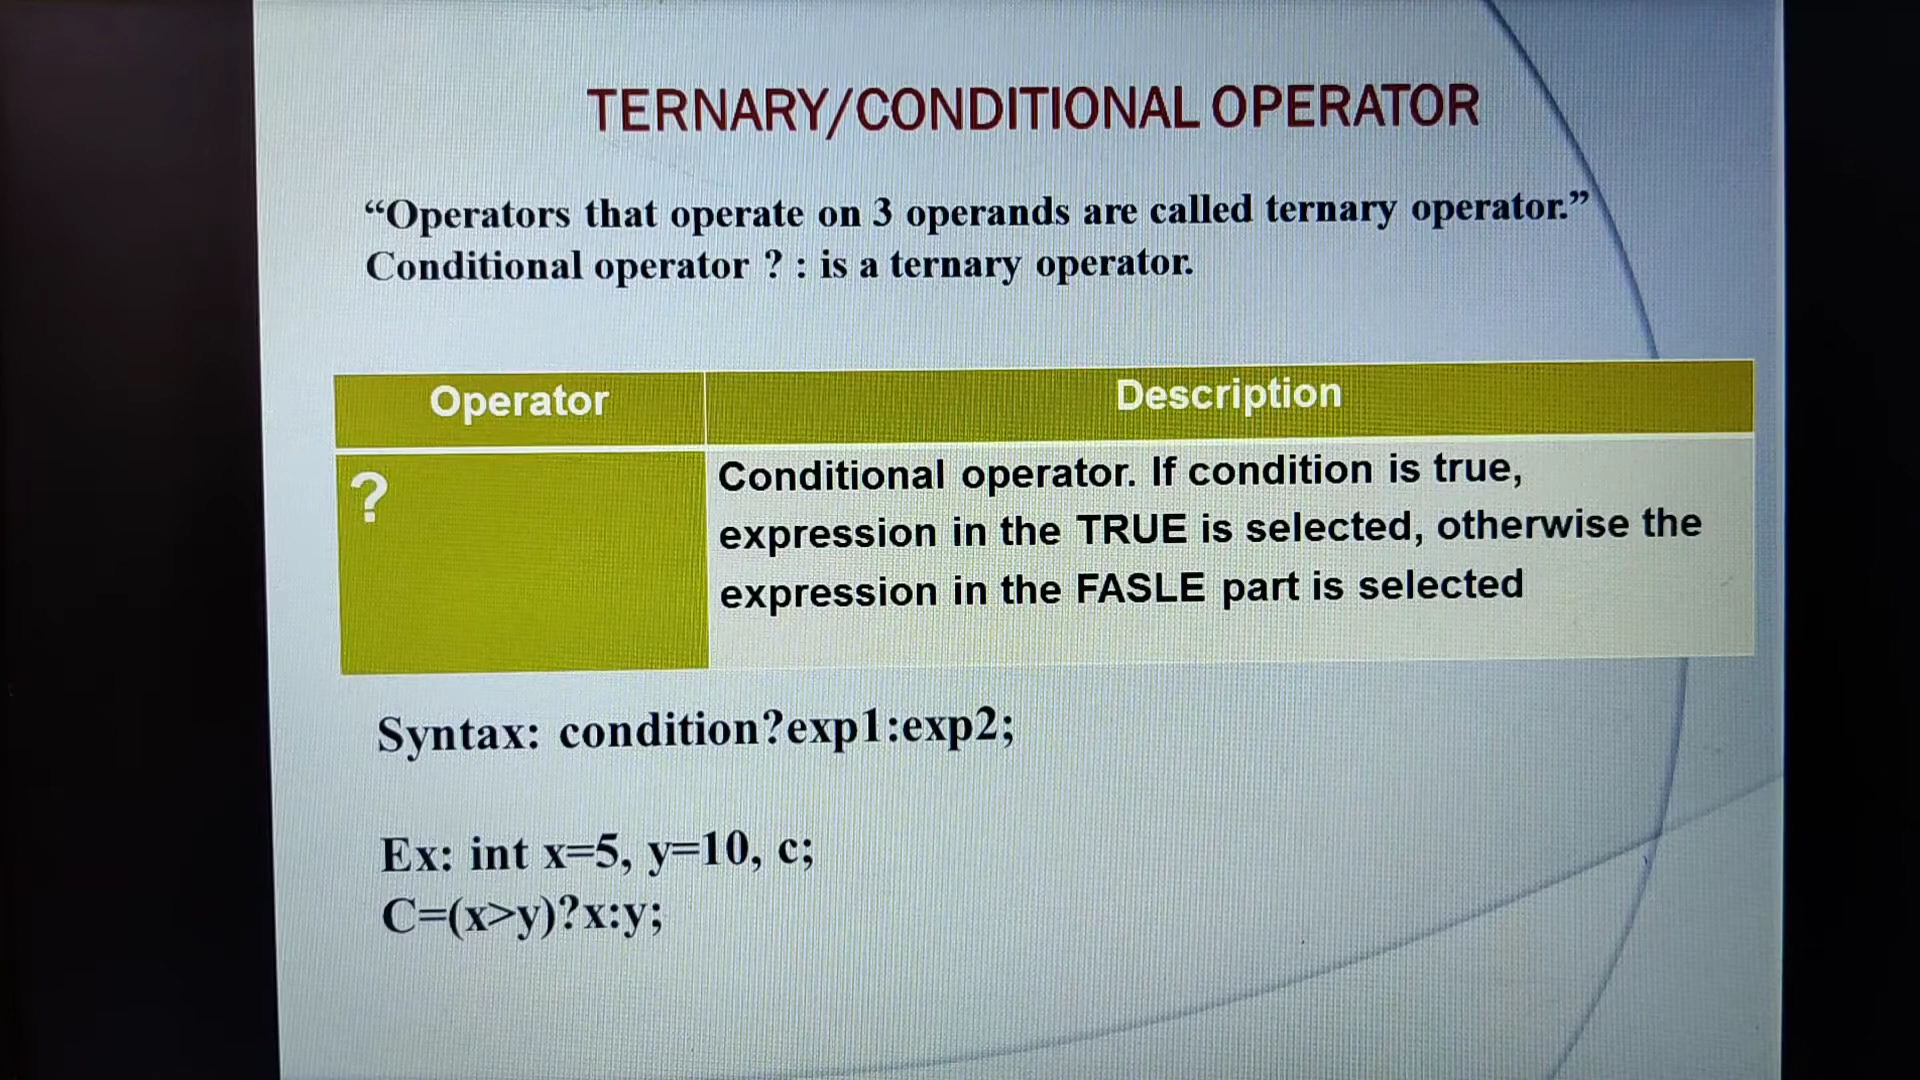 TERNARY/CONDITIONAL OPERATOR
“Operators that operate on 3 operands are called ternary operator.”
Conditional operator ? : is a ternary operator.
Operator
Description
?
Conditional operator. If condition is true,
expression in the TRUE is selected, otherwise the
expression in the FASLE part is selected
Syntax: condition?exp1:exp2;
Ex: int x=5, y=10, c;
C=(x>y)?x:y;